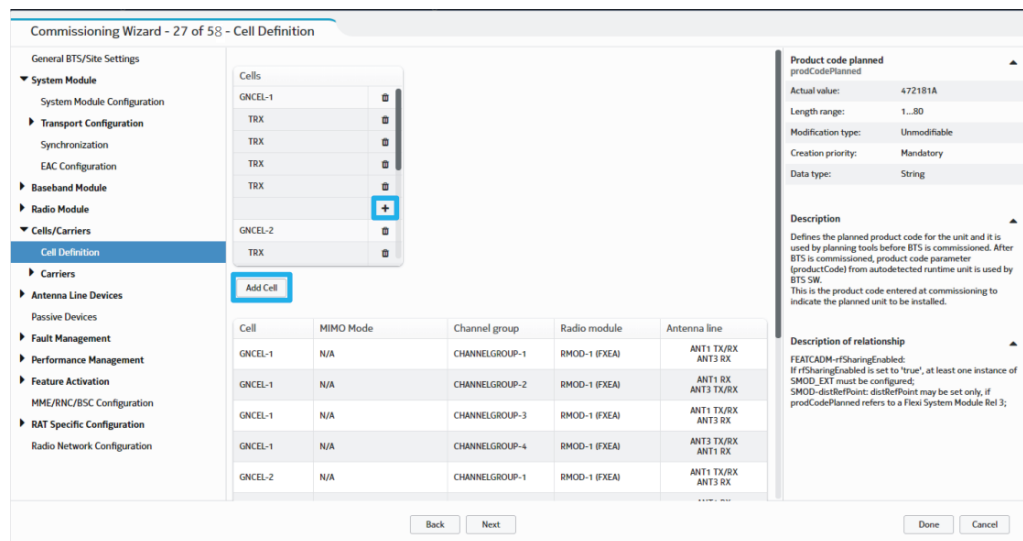 Commissioning Wizard - 27 of 58 - Cell Definition
General BTS/Site Settings
System Module
System Module Configuration
Transport Configuration
Synchronization
EAC Configuration
Baseband Module
Radio Module
Cells/Carriers
Cell Definition
Carriers
Antenna Line Devices
Passive Devices
Fault Management
Performance Management
Feature Activation
MME/RNC/BSC Configuration
RAT Specific Configuration
Radio Network Configuration
Cells
GNCEL-1
TRX
TRX
TRX
TRX
+
GNCEL-2
TRX
Add Cell
Cell MIMO Mode Channel group Radio module Antenna line
GNCEL-1 N/A CHANNELGROUP-1 RMOD-1 (FXEA) ANT1 TX/RX
ANT3 RX
GNCEL-1 N/A CHANNELGROUP-2 RMOD-1 (FXEA) ANT1 RX
ANT3 TX/RX
GNCEL-1 N/A CHANNELGROUP-3 RMOD-1 (FXEA) ANT1 TX/RX
ANT3 RX
GNCEL-1 N/A CHANNELGROUP-4 RMOD-1 (FXEA) ANT3 TX/RX
ANT1 RX
GNCEL-2 N/A CHANNELGROUP-1 RMOD-1 (FXEA) ANT1 TX/RX
ANT3 RX
Product code planned
prodCodePlanned
Actual value: 472181A
Length range: 1...80
Modification type: Unmodifiable
Creation priority: Mandatory
Data type: String
Description
Defines the planned product code for the unit and it is
used by planning tools before BTS is commissioned. After
BTS is commissioned, product code parameter
(productCode) from autodetected runtime unit is used by
BTS SW.
This is the product code entered at commissioning to
indicate the planned unit to be installed.
Description of relationship
FEATCADM-rfSharingEnabled:
If rfSharingEnabled is set to 'true', at least one instance of
SMOD_EXT must be configured;
SMOD-distRefPoint: distRefPoint may be set only, if
prodCodePlanned refers to a Flexi System Module Rel 3;
Back Next Done Cancel